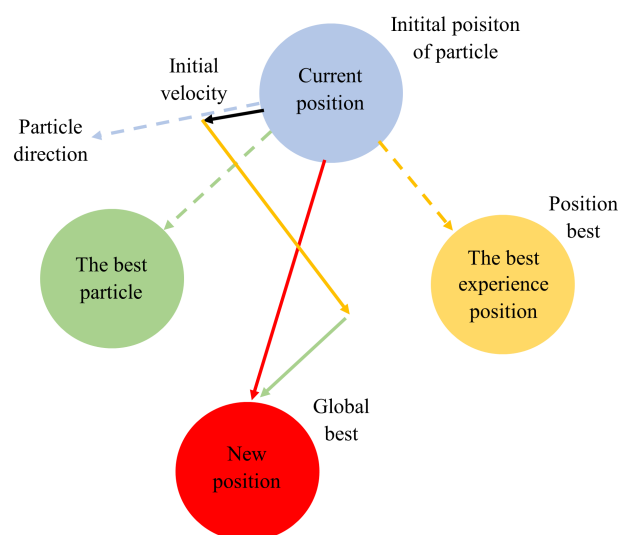 Initital poisiton
of particle
Initial
velocity
Current
position
Particle
direction
Position
best
The best
particle
The best
experience
position
Global
best
New
position